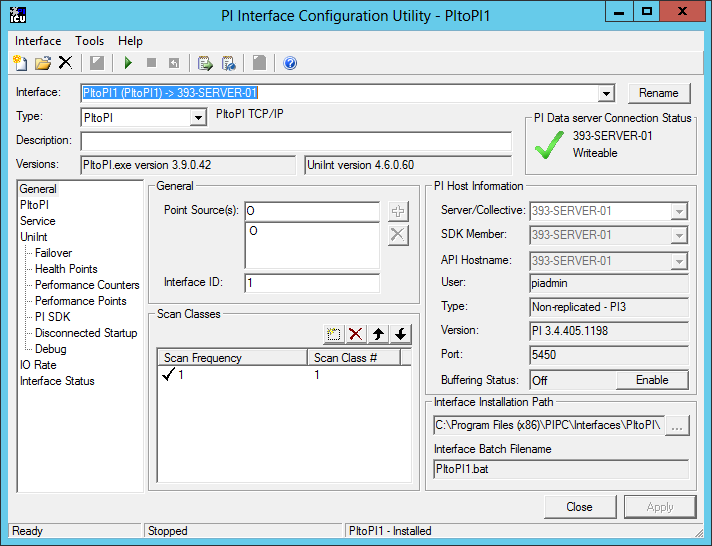 ICU
PI Interface Configuration Utility - PItoPI1
Interface Tools Help
Interface: PItoPI1 (PItoPI1) -> 393-SERVER-01 Rename
Type: PItoPI PItoPI TCP/IP
PI Data server Connection Status
393-SERVER-01
Writeable
Description:
Versions: PItoPI.exe version 3.9.0.42 UniInt version 4.6.0.60
General
PItoPI
Service
UniInt
Failover
Health Points
Performance Counters
Performance Points
PI SDK
Disconnected Startup
Debug
IO Rate
Interface Status
General
Point Source(s): O
O
Interface ID: 1
Scan Classes
Scan Frequency Scan Class #
1 1
PI Host Information
Server/Collective: 393-SERVER-01
SDK Member: 393-SERVER-01
API Hostname: 393-SERVER-01
User: piadmin
Type: Non-replicated - PI3
Version: PI 3.4.405.1198
Port: 5450
Buffering Status: Off Enable
Interface Installation Path
C:\Program Files (x86)\PIPC\Interfaces\PItoPI\ ...
Interface Batch Filename
PItoPI1.bat
Close Apply
Ready Stopped PItoPI1 - Installed